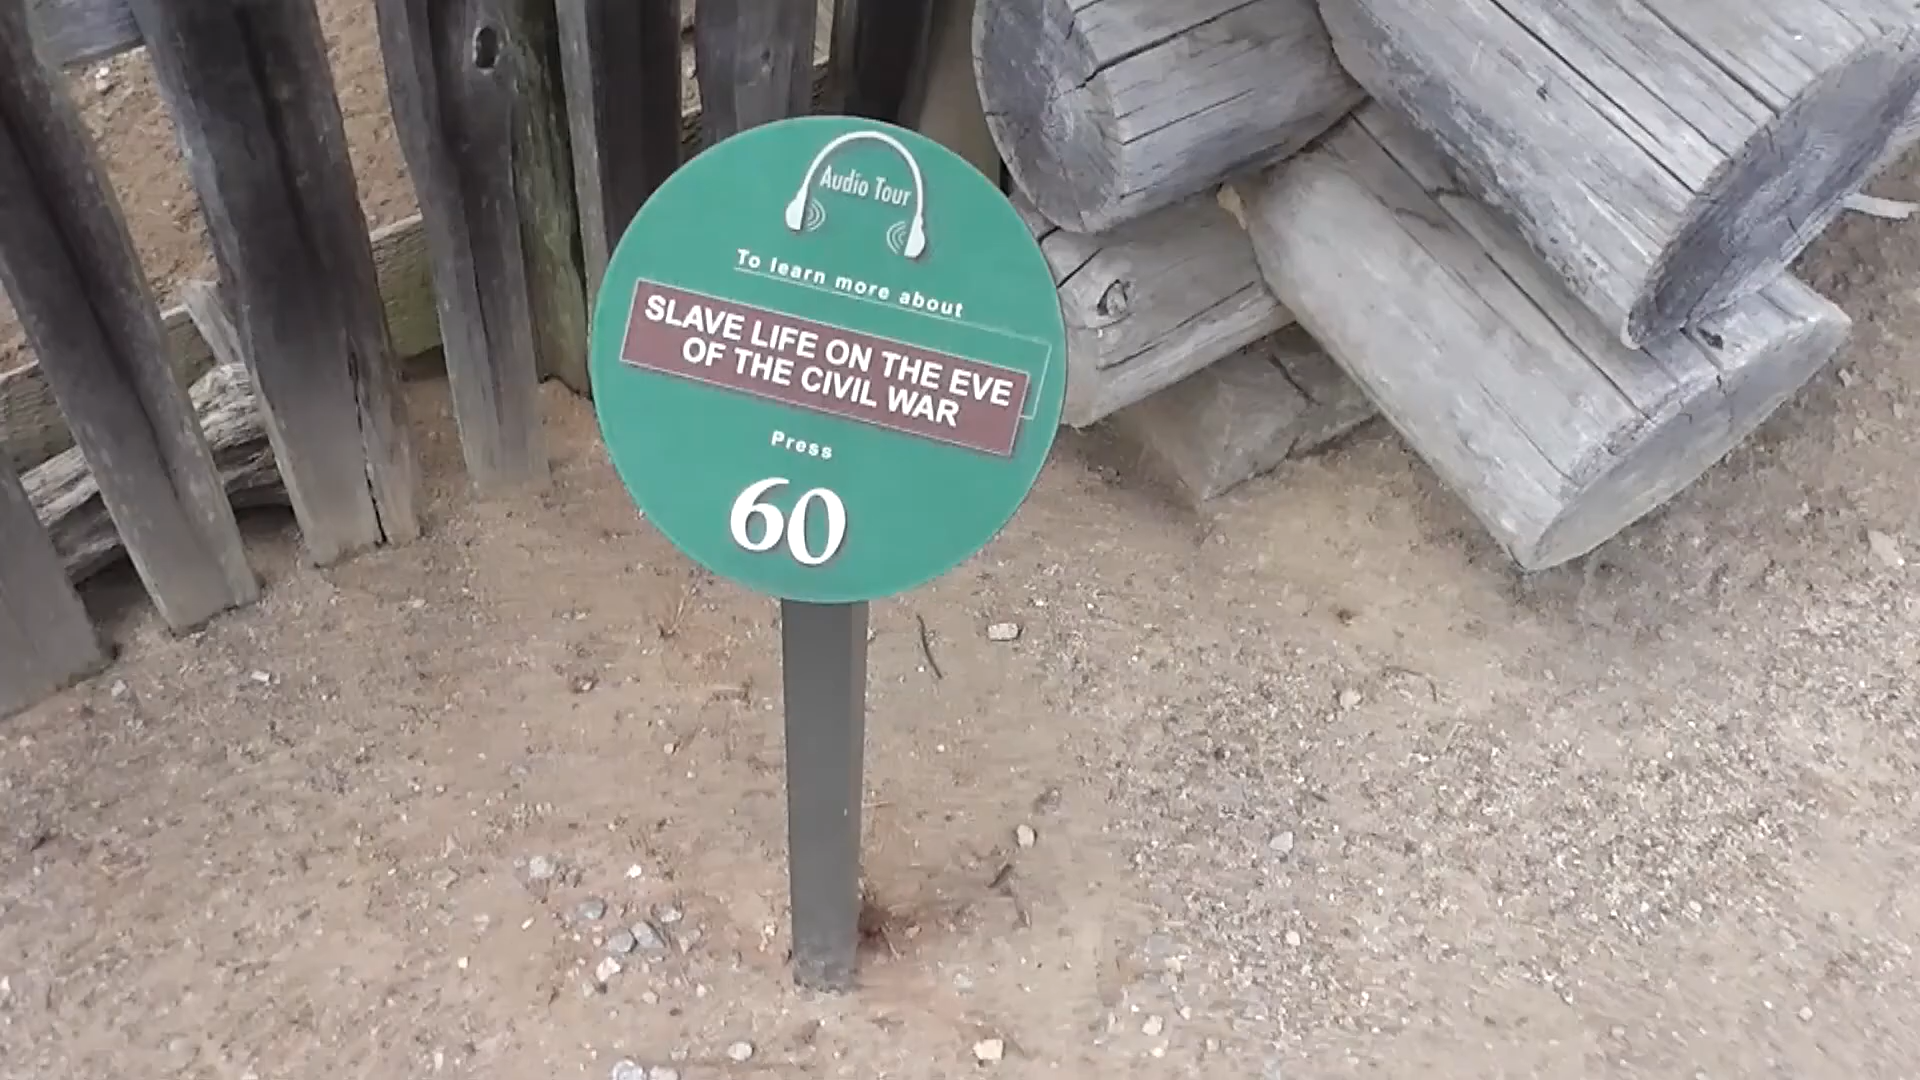 Audio Tour
To learn more about
SLAVE LIFE ON THE EVE
OF THE CIVIL WAR
Press
60